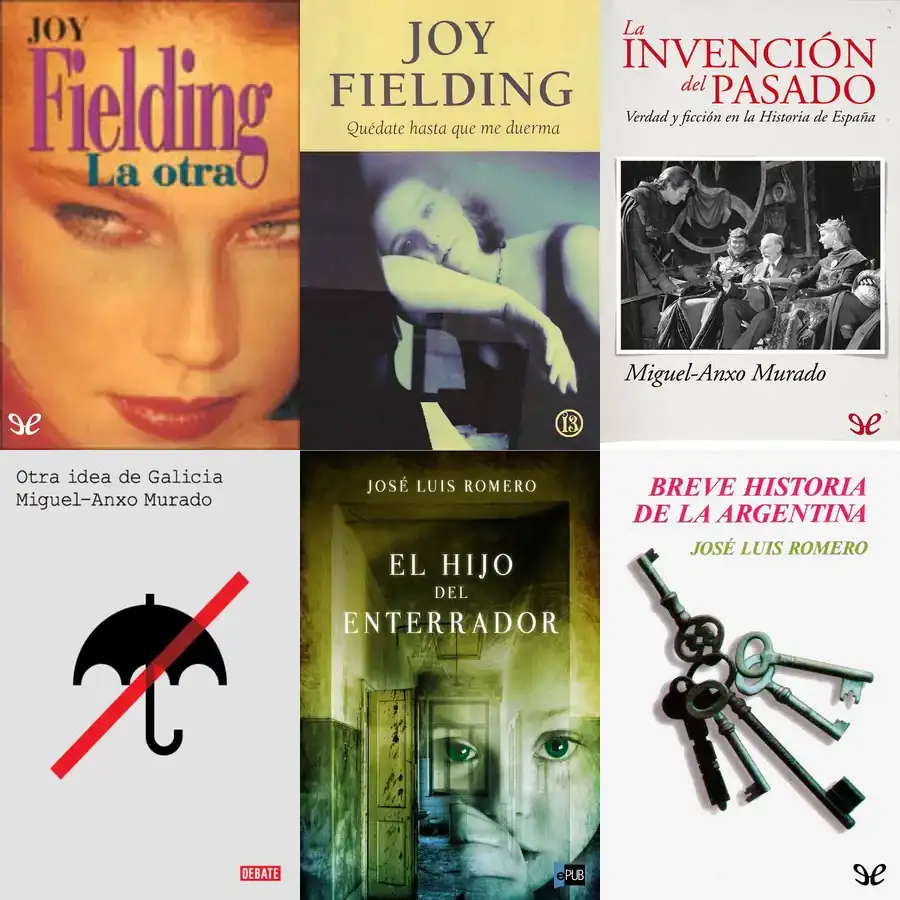 JOY
Fielding
La otra
JOY
FIELDING
Quédate hasta que me duerma
13
La
INVENCIÓN
del PASADO
Verdad y ficción en la Historia de España
Miguel-Anxo Murado
Otra idea de Galicia
Miguel-Anxo Murado
DEBATE
JOSÉ LUIS ROMERO
EL HIJO
DEL
ENTERRADOR
ePUB
BREVE HISTORIA
DE LA ARGENTINA
JOSÉ LUIS ROMERO